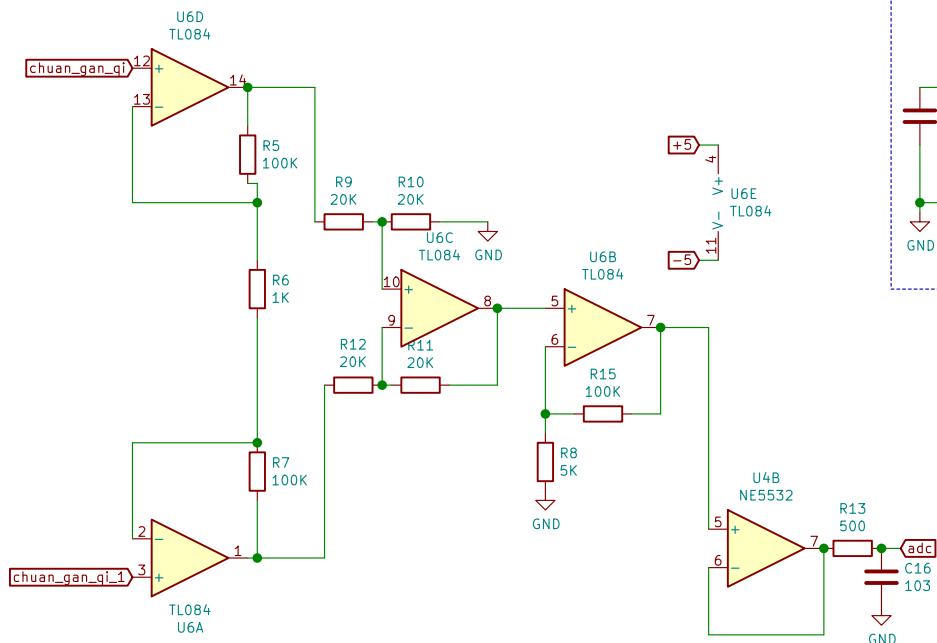 U6D
TL084
chuan_gan_qi
12
+
13
−
14
R5
100K
R9
20K
R10
20K
GND
U6C
TL084
10
+
9
−
8
R6
1K
R12
20K
R11
20K
R7
100K
2
−
3
+
1
chuan_gan_qi_1
TL084
U6A
+5
4
V+
U6E
TL084
V-
11
-5
U6B
TL084
5
+
6
−
7
R15
100K
R8
5K
GND
U4B
NE5532
5
+
6
−
7
R13
500
adc
C16
103
GND
GND